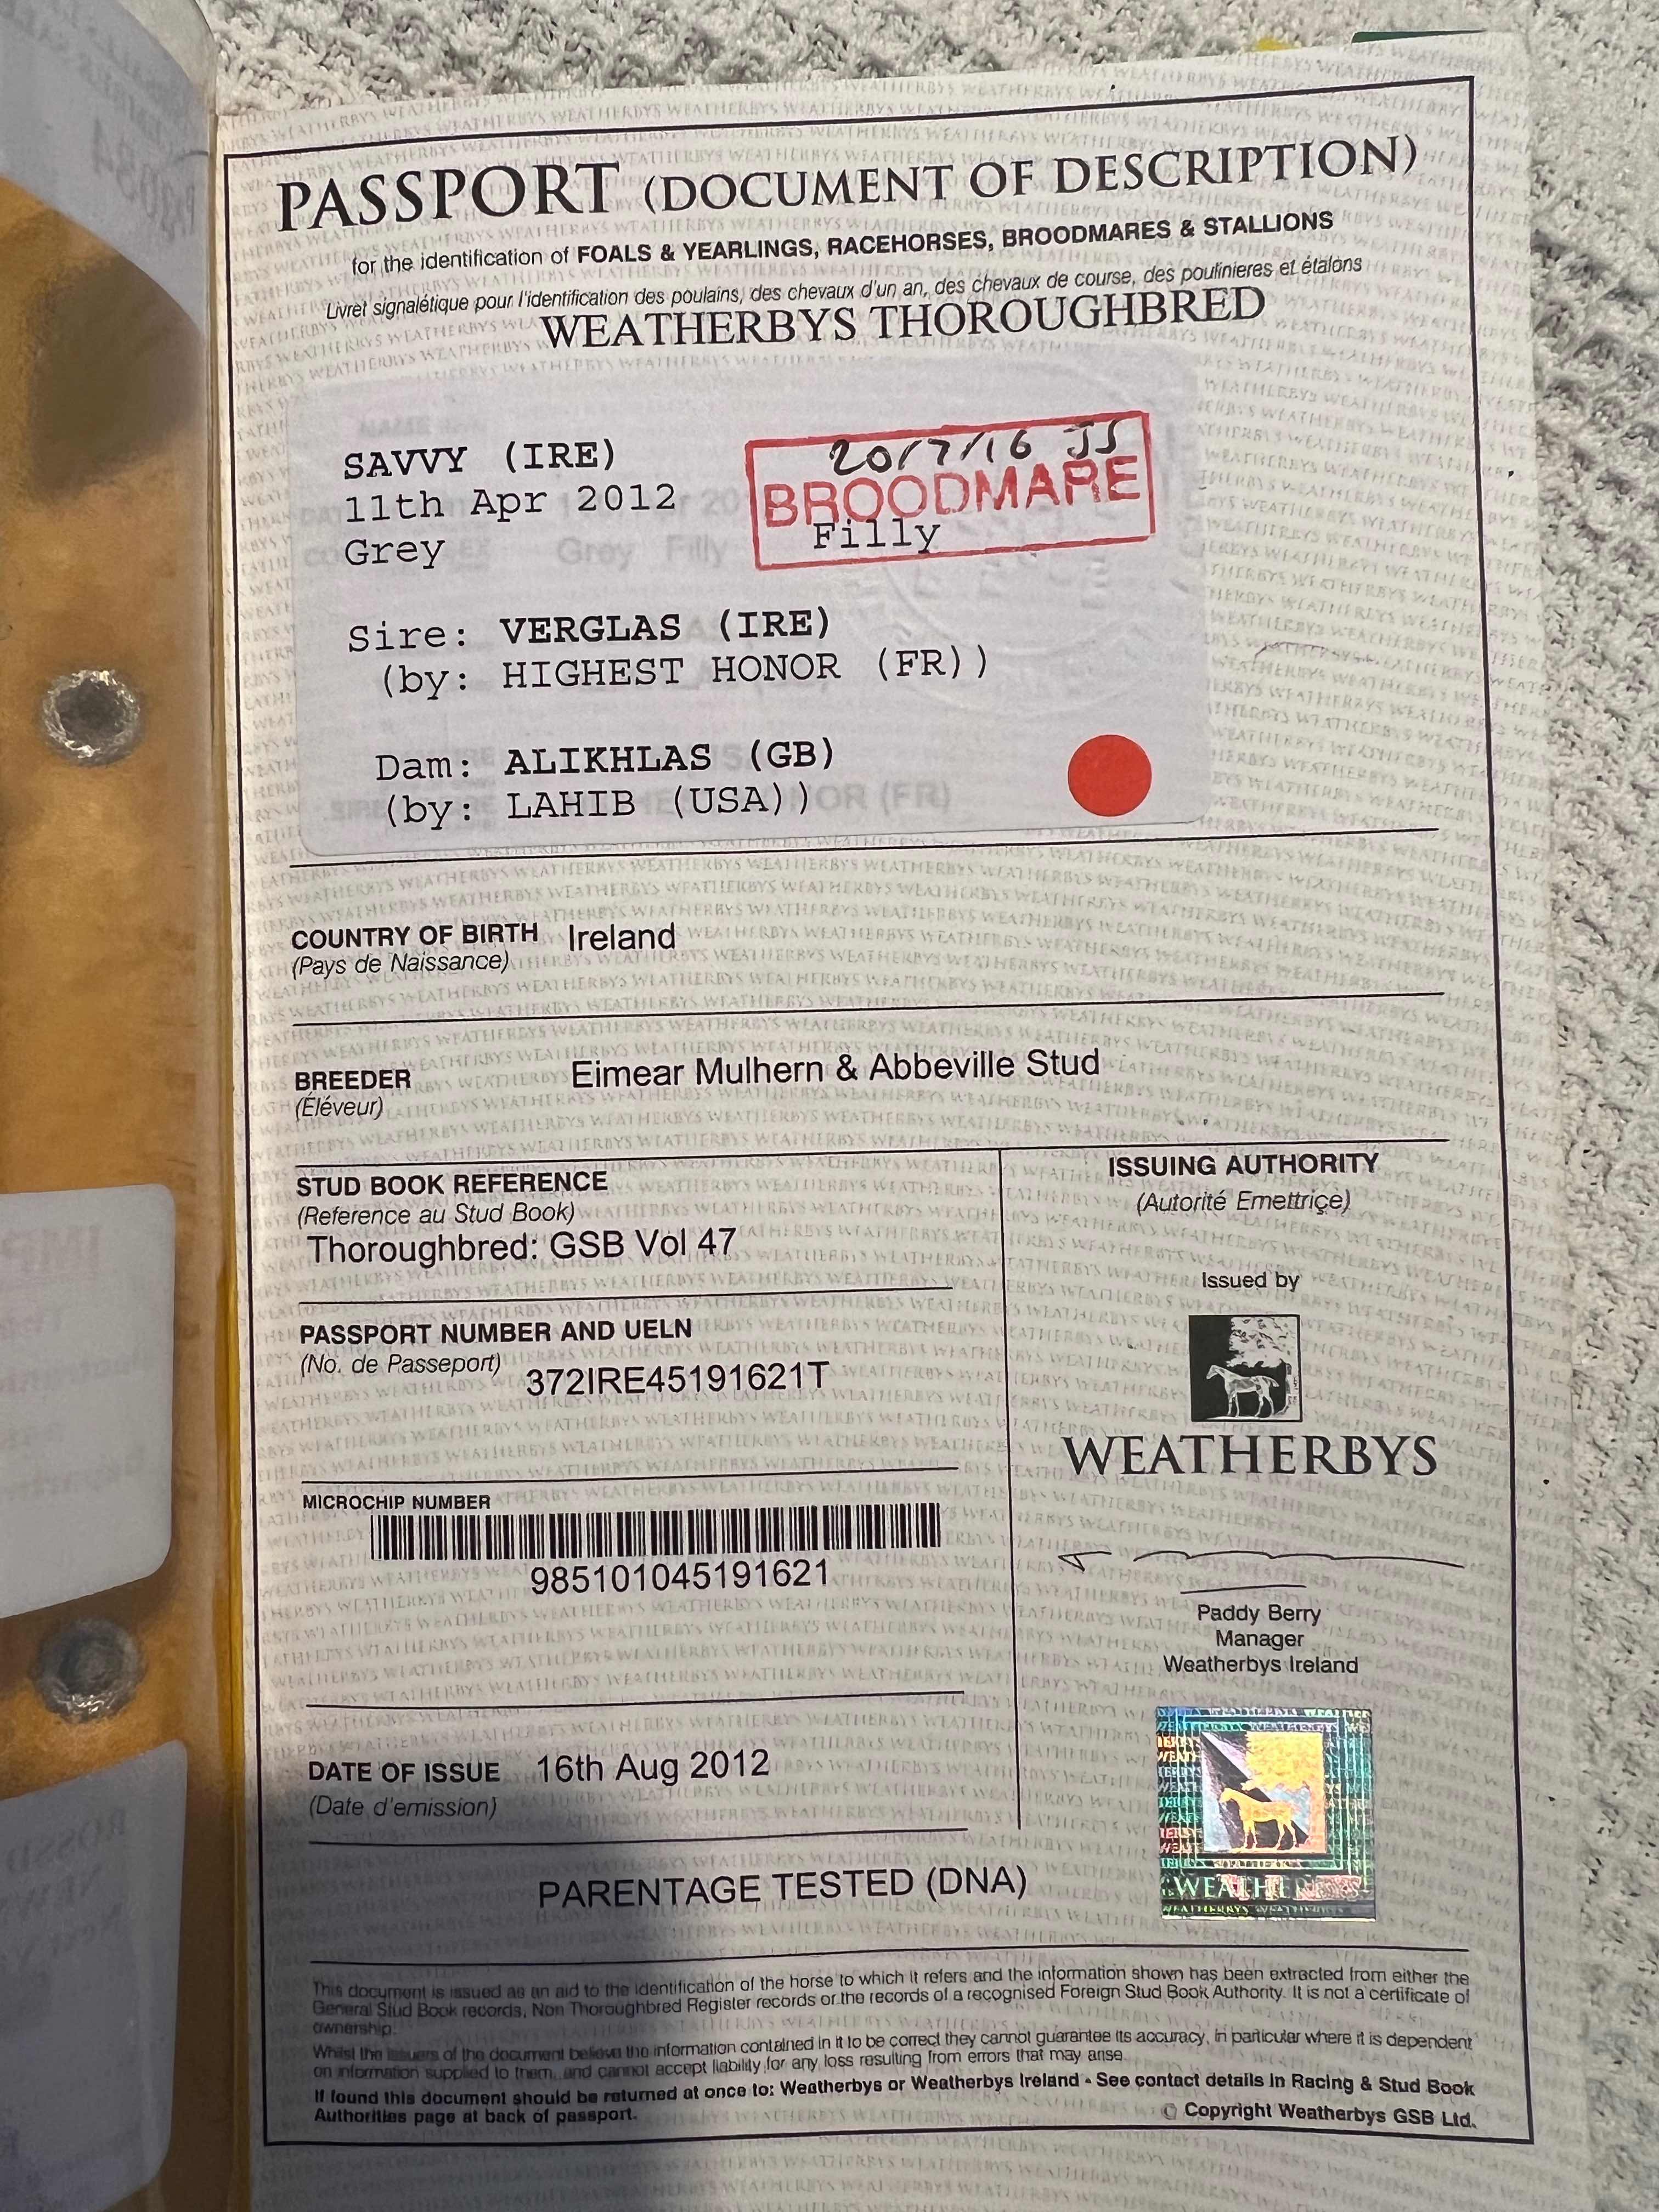 PASSPORT (DOCUMENT OF DESCRIPTION)
for the identification of FOALS & YEARLINGS, RACEHORSES, BROODMARES & STALLIONS
Livret signalétique pour l'identification des poulains, des chevaux d'un an, des chevaux de course, des poulinieres et étalons
WEATHERBYS THOROUGHBRED
SAVVY (IRE)
20/7/16 JS
11th Apr 2012
BROODMARE
Grey
Filly
Grey Filly
Sire: VERGLAS (IRE)
(by: HIGHEST HONOR (FR))
Dam: ALIKHLAS (GB)
(by: LAHIB (USA))
COUNTRY OF BIRTH Ireland
(Pays de Naissance)
BREEDER Eimear Mulhern & Abbeville Stud
(Éléveur)
STUD BOOK REFERENCE
(Reference au Stud Book)
Thoroughbred: GSB Vol 47
PASSPORT NUMBER AND UELN
(No. de Passeport) 372IRE45191621T
MICROCHIP NUMBER
985101045191621
DATE OF ISSUE 16th Aug 2012
(Date d'emission)
ISSUING AUTHORITY
(Autorité Emettriçe)
Issued by
WEATHERBYS
Paddy Berry
Manager
Weatherbys Ireland
WEATHERBYS
PARENTAGE TESTED (DNA)
This document is issued as an aid to the identification of the horse to which it refers and the information shown has been extracted from either the
General Stud Book records, Non Thoroughbred Register records or the records of a recognised Foreign Stud Book Authority. It is not a certificate of
ownership.
Whilst the issuers of the document believe the information contained in it to be correct they cannot guarantee its accuracy, in particular where it is dependent
on information supplied to them, and cannot accept liability for any loss resulting from errors that may arise.
If found this document should be returned at once to: Weatherbys or Weatherbys Ireland - See contact details in Racing & Stud Book
Authorities page at back of passport.
© Copyright Weatherbys GSB Ltd.